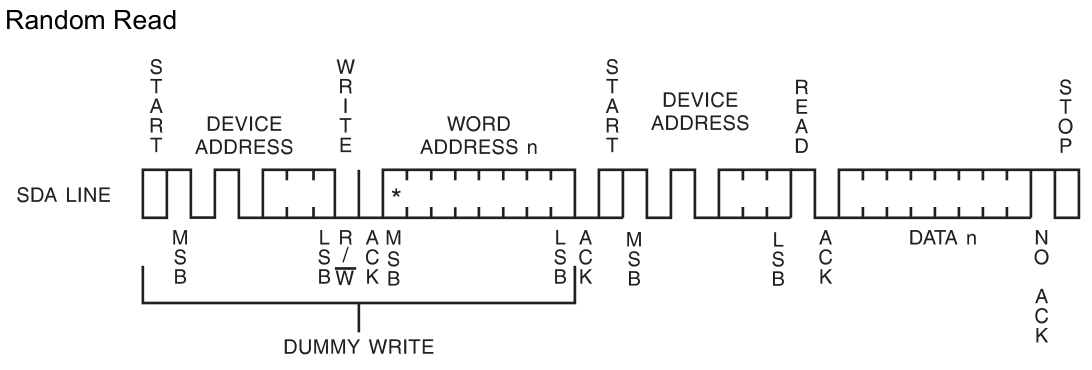 Random Read
START
WRITE
START
READ
STOP
DEVICE
ADDRESS
WORD
ADDRESS n
DEVICE
ADDRESS
SDA LINE
*
MSB
LSB
R/W
ACK
MSB
LSB
ACK
MSB
LSB
ACK
DATA n
NO ACK
DUMMY WRITE